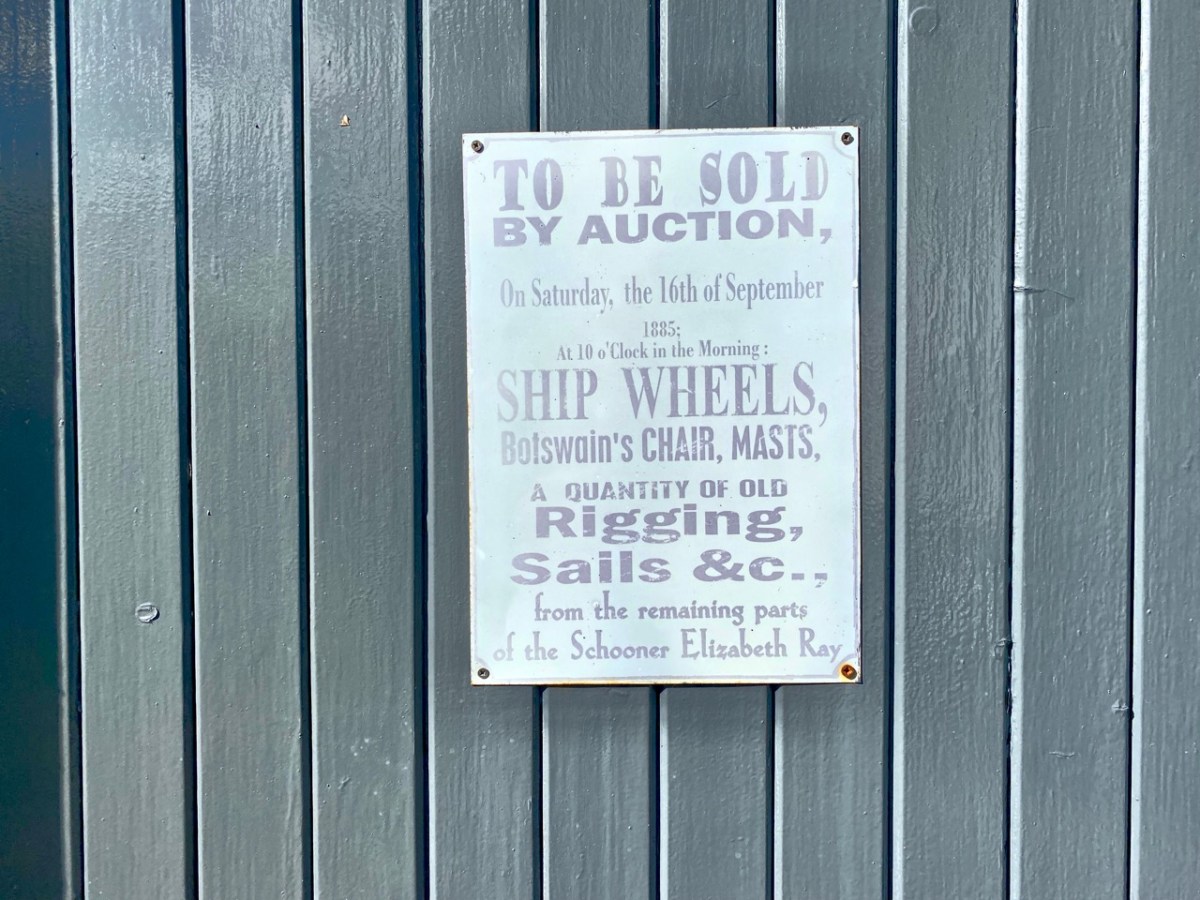 TO BE SOLD
BY AUCTION,
On Saturday, the 16th of September
1885;
At 10 o'Clock in the Morning :
SHIP WHEELS,
Botswain's CHAIR, MASTS,
A QUANTITY OF OLD
Rigging,
Sails &c.,
from the remaining parts
of the Schooner Elizabeth Ray